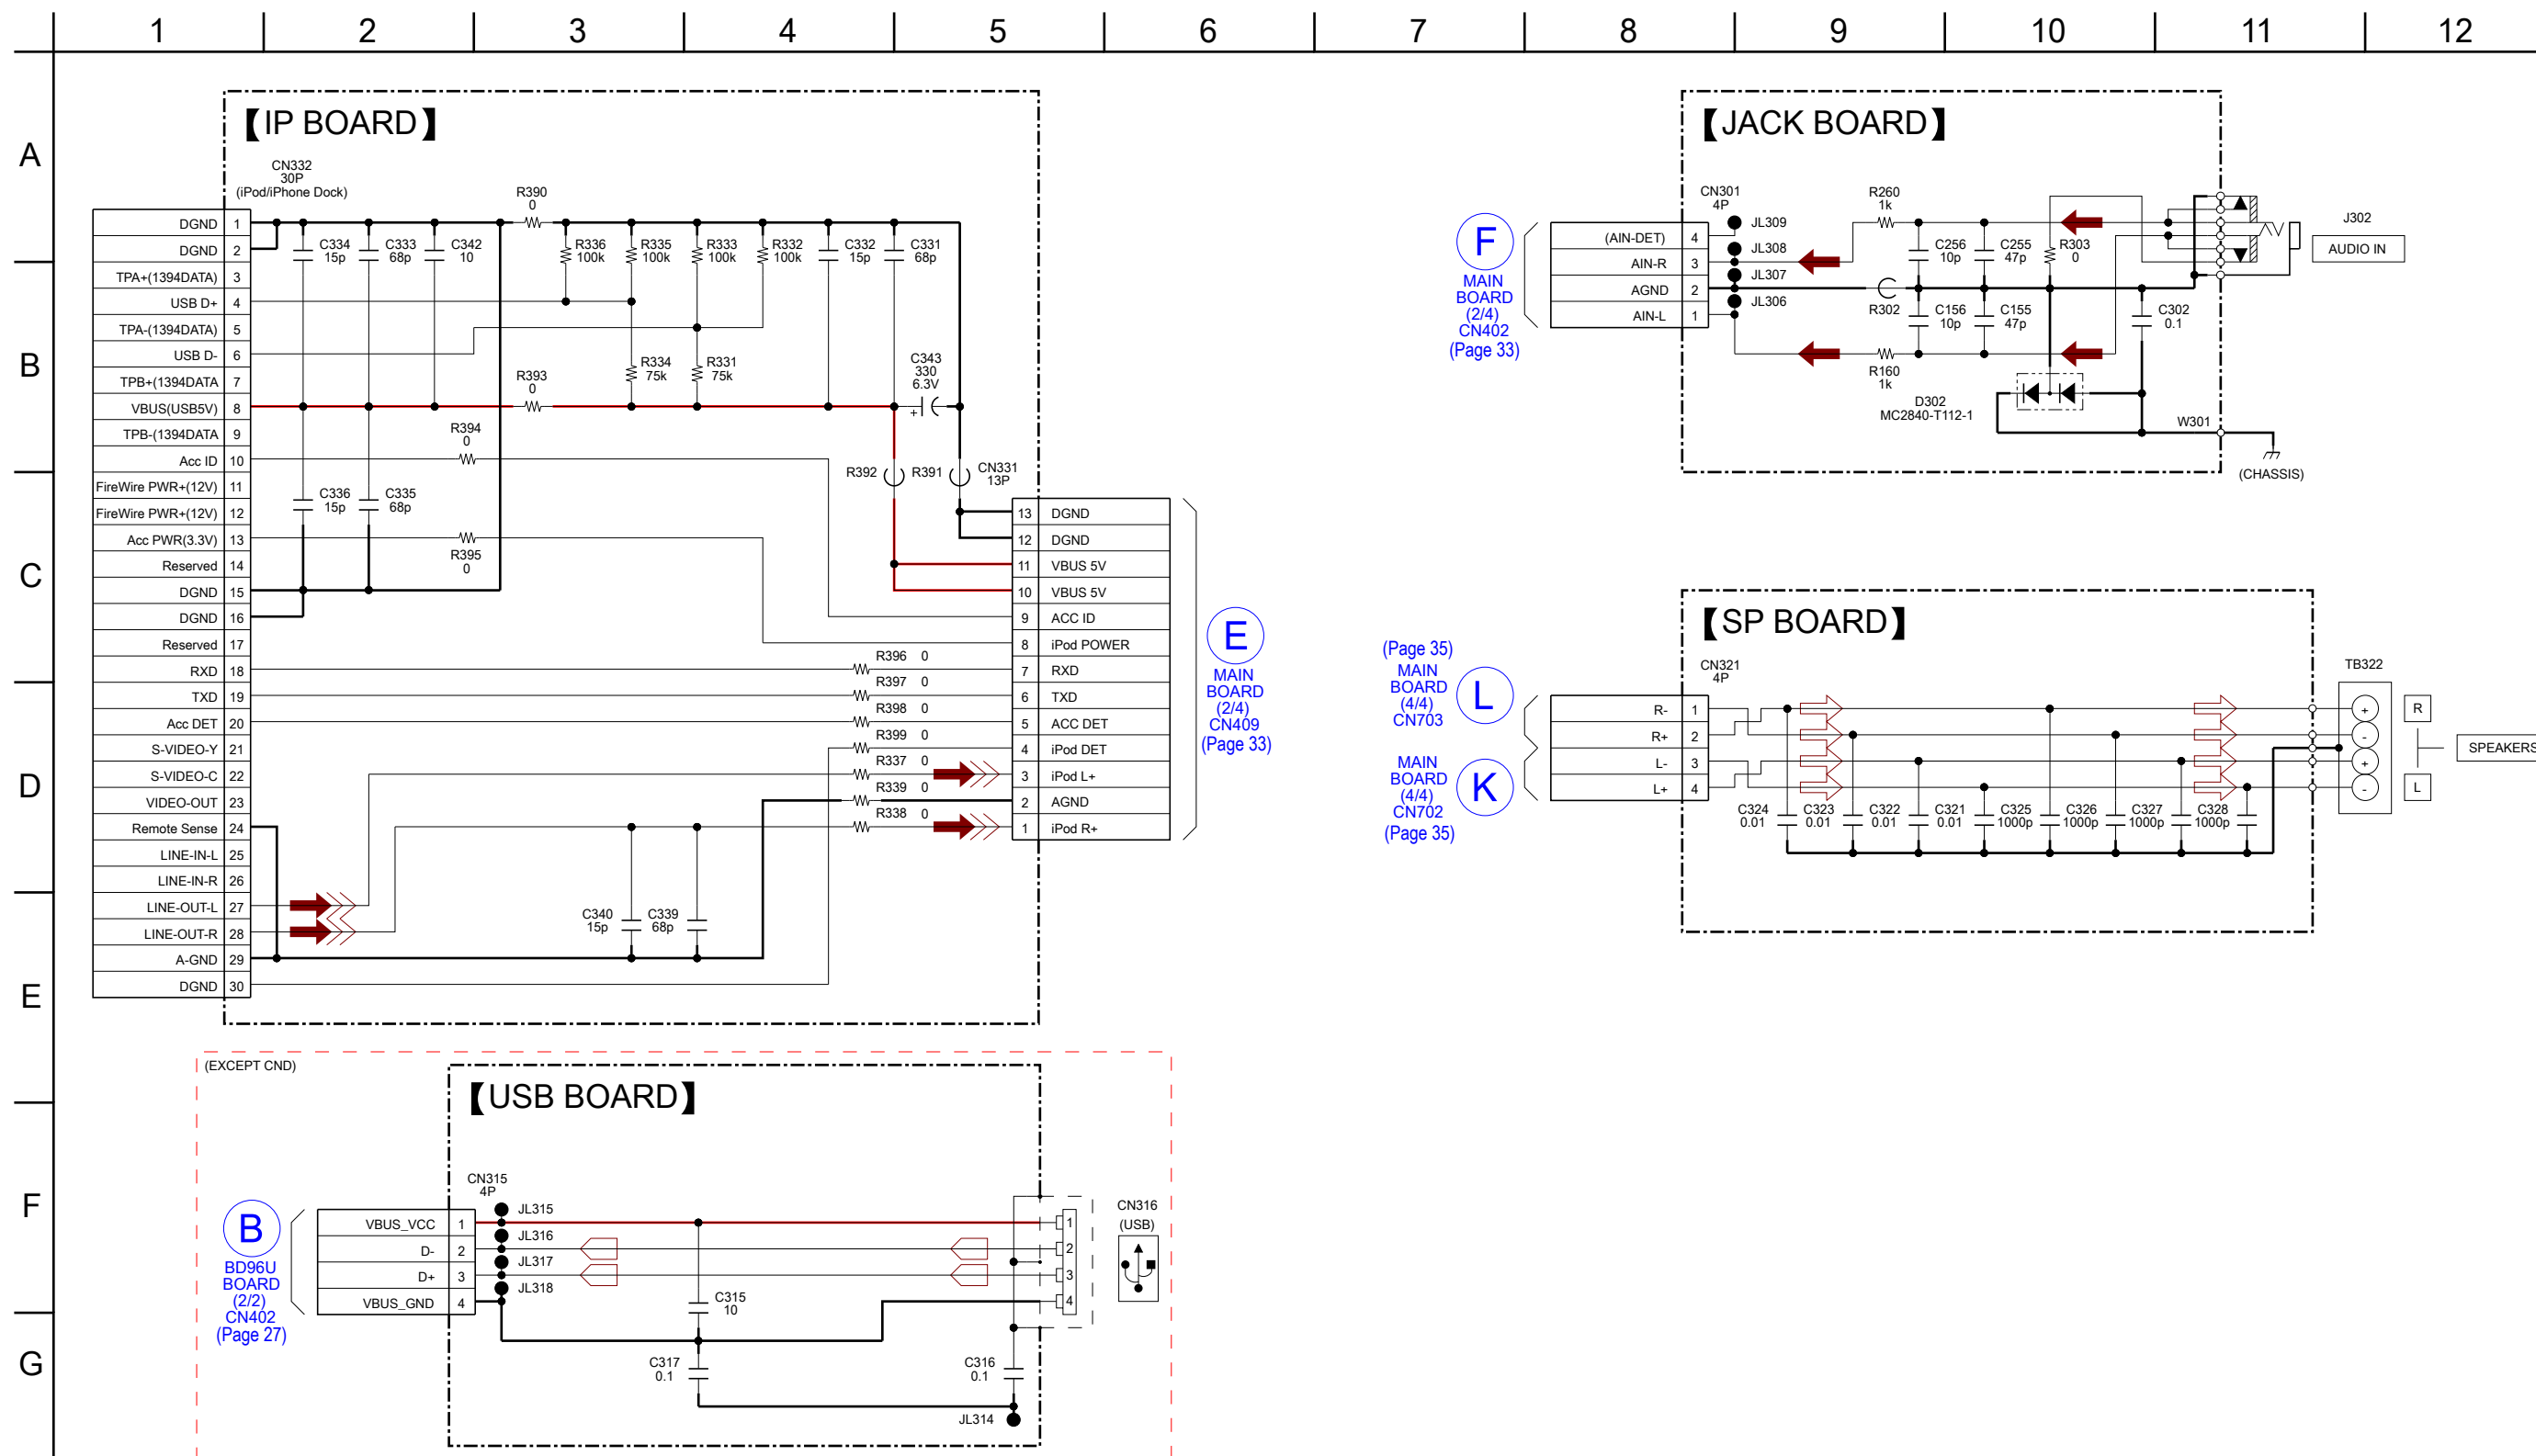 1 2 3 4 5 6 7 8 9 10 11 12
A
B
C
D
E
F
G
【IP BOARD】
CN332
30P
(iPod/iPhone Dock)
DGND 1
DGND 2
TPA+(1394DATA) 3
USB D+ 4
TPA-(1394DATA) 5
USB D- 6
TPB+(1394DATA 7
VBUS(USB5V) 8
TPB-(1394DATA 9
Acc ID 10
FireWire PWR+(12V) 11
FireWire PWR+(12V) 12
Acc PWR(3.3V) 13
Reserved 14
DGND 15
DGND 16
Reserved 17
RXD 18
TXD 19
Acc DET 20
S-VIDEO-Y 21
S-VIDEO-C 22
VIDEO-OUT 23
Remote Sense 24
LINE-IN-L 25
LINE-IN-R 26
LINE-OUT-L 27
LINE-OUT-R 28
A-GND 29
DGND 30
R390
0
C334
15p
C333
68p
C342
10
R336
100k
R335
100k
R333
100k
R332
100k
C332
15p
C331
68p
R334
75k
R331
75k
C343
330
6.3V
+
R393
0
R394
0
R392
R391
CN331
13P
C336
15p
C335
68p
R395
0
13 DGND
12 DGND
11 VBUS 5V
10 VBUS 5V
9 ACC ID
8 iPod POWER
7 RXD
6 TXD
5 ACC DET
4 iPod DET
3 iPod L+
2 AGND
1 iPod R+
R396 0
R397 0
R398 0
R399 0
R337 0
R339 0
R338 0
C340
15p
C339
68p
E
MAIN
BOARD
(2/4)
CN409
(Page 33)
【JACK BOARD】
F
MAIN
BOARD
(2/4)
CN402
(Page 33)
CN301
4P
(AIN-DET) 4
AIN-R 3
AGND 2
AIN-L 1
JL309
JL308
JL307
JL306
R260
1k
C256
10p
C255
47p
R303
0
R302
C156
10p
C155
47p
C302
0.1
R160
1k
D302
MC2840-T112-1
W301
(CHASSIS)
J302
AUDIO IN
【SP BOARD】
(Page 35)
MAIN
BOARD
(4/4)
CN703
L
MAIN
BOARD
(4/4)
CN702
(Page 35)
K
CN321
4P
R- 1
R+ 2
L- 3
L+ 4
C324
0.01
C323
0.01
C322
0.01
C321
0.01
C325
1000p
C326
1000p
C327
1000p
C328
1000p
TB322
+
-
+
-
R
L
SPEAKERS
(EXCEPT CND)
【USB BOARD】
B
BD96U
BOARD
(2/2)
CN402
(Page 27)
CN315
4P
VBUS_VCC 1
D- 2
D+ 3
VBUS_GND 4
JL315
JL316
JL317
JL318
C315
10
C317
0.1
C316
0.1
JL314
1
2
3
4
CN316
(USB)